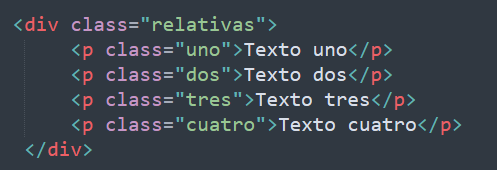 <div class="relativas">
<p class="uno">Texto uno</p>
<p class="dos">Texto dos</p>
<p class="tres">Texto tres</p>
<p class="cuatro">Texto cuatro</p>
</div>